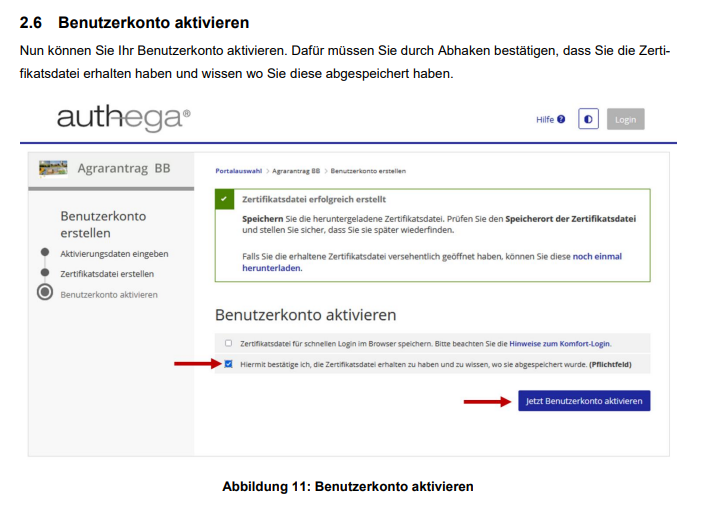 2.6 Benutzerkonto aktivieren
Nun können Sie Ihr Benutzerkonto aktivieren. Dafür müssen Sie durch Abhaken bestätigen, dass Sie die Zerti-
fikatsdatei erhalten haben und wissen wo Sie diese abgespeichert haben.
authega®
Hilfe ?
Login
Agrarantrag BB
Portalauswahl > Agrarantrag BB > Benutzerkonto erstellen
Benutzerkonto
erstellen
Aktivierungsdaten eingeben
Zertifikatsdatei erstellen
Benutzerkonto aktivieren
Zertifikatsdatei erfolgreich erstellt
Speichern Sie die heruntergeladene Zertifikatsdatei. Prüfen Sie den Speicherort der Zertifikatsdatei
und stellen Sie sicher, dass Sie sie später wiederfinden.
Falls Sie die erhaltene Zertifikatsdatei versehentlich geöffnet haben, können Sie diese noch einmal
herunterladen.
Benutzerkonto aktivieren
Zertifikatsdatei für schnellen Login im Browser speichern. Bitte beachten Sie die Hinweise zum Komfort-Login.
Hiermit bestätige ich, die Zertifikatsdatei erhalten zu haben und zu wissen, wo sie abgespeichert wurde. (Pflichtfeld)
Jetzt Benutzerkonto aktivieren
Abbildung 11: Benutzerkonto aktivieren